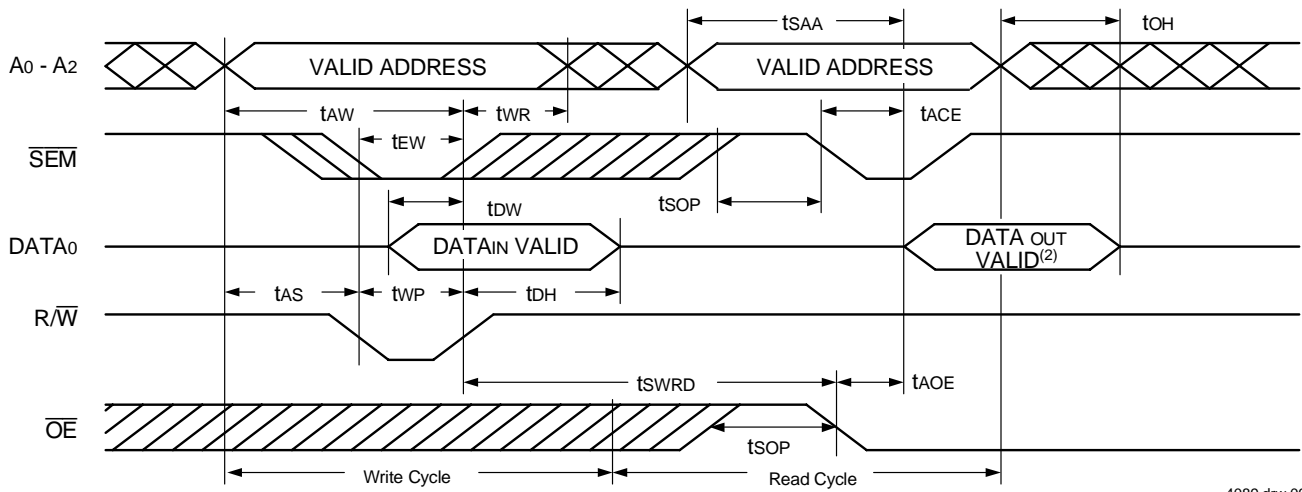 tSAA
tOH
A0 - A2
VALID ADDRESS
VALID ADDRESS
tAW
tWR
tACE
tEW
SEM
tSOP
tDW
DATA0
DATAIN VALID
DATA OUT
VALID(2)
tAS
tWP
tDH
R/W
tSWRD
tAOE
OE
tSOP
Write Cycle
Read Cycle